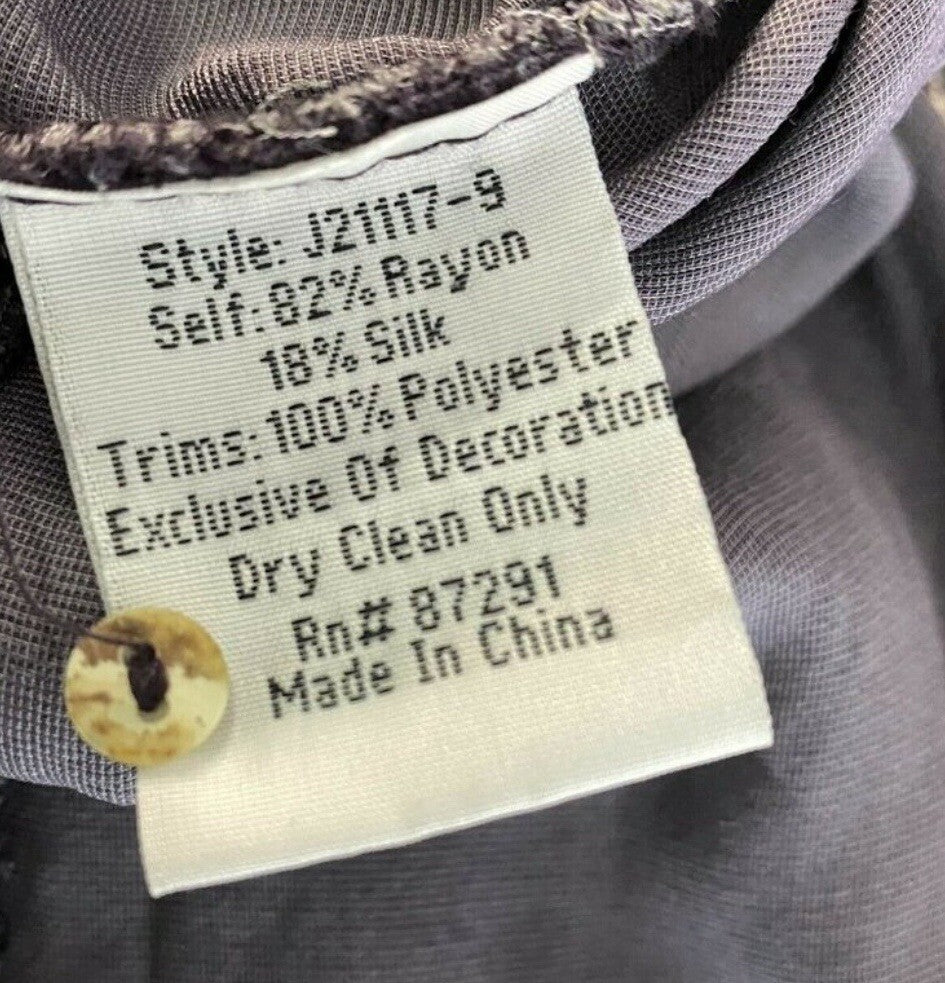 Style: J21117-9
Self: 82% Rayon
18% Silk
Trims: 100% Polyester
Exclusive Of Decoration
Dry Clean Only
Rn# 87291
Made In China